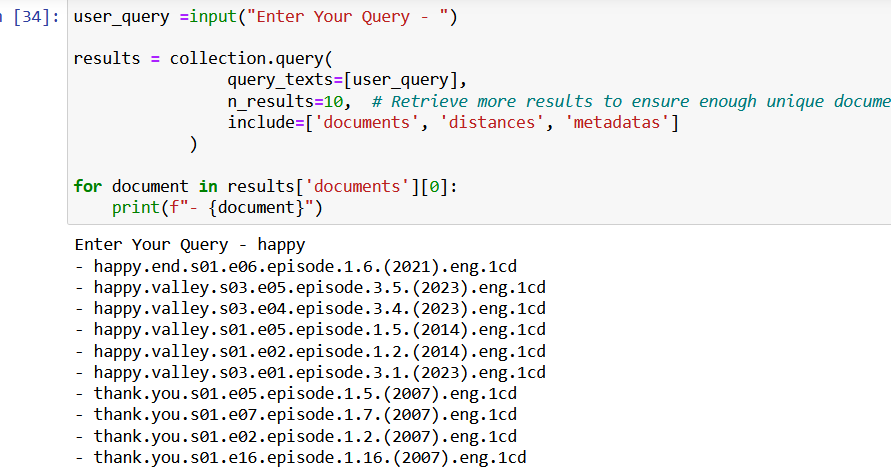 [34]: user_query =input("Enter Your Query - ")
results = collection.query(
query_texts=[user_query],
n_results=10,  # Retrieve more results to ensure enough unique docume
include=['documents', 'distances', 'metadatas']
)
for document in results['documents'][0]:
print(f"- {document}")
Enter Your Query - happy
- happy.end.s01.e06.episode.1.6.(2021).eng.1cd
- happy.valley.s03.e05.episode.3.5.(2023).eng.1cd
- happy.valley.s03.e04.episode.3.4.(2023).eng.1cd
- happy.valley.s01.e05.episode.1.5.(2014).eng.1cd
- happy.valley.s01.e02.episode.1.2.(2014).eng.1cd
- happy.valley.s03.e01.episode.3.1.(2023).eng.1cd
- thank.you.s01.e05.episode.1.5.(2007).eng.1cd
- thank.you.s01.e07.episode.1.7.(2007).eng.1cd
- thank.you.s01.e02.episode.1.2.(2007).eng.1cd
- thank.you.s01.e16.episode.1.16.(2007).eng.1cd